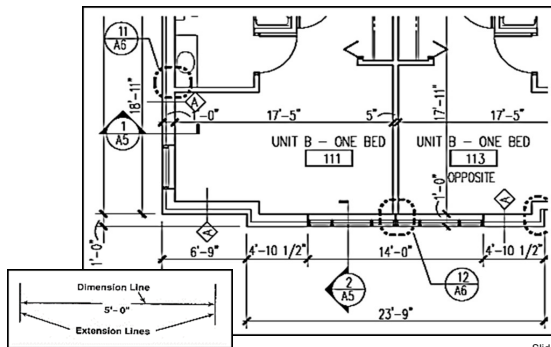 11
A6
18'-11"
A
1'-0"
17'-5"
5"
17'-11"
17'-5"
1
A5
UNIT B - ONE BED
UNIT B - ONE BED
111
113
OPPOSITE
1'-0"
A
A
1'-0"
6'-9"
4'-10 1/2"
14'-0"
4'-10 1/2"
2
A5
12
A6
23'-9"
Dimension Line
5'-0"
Extension Lines